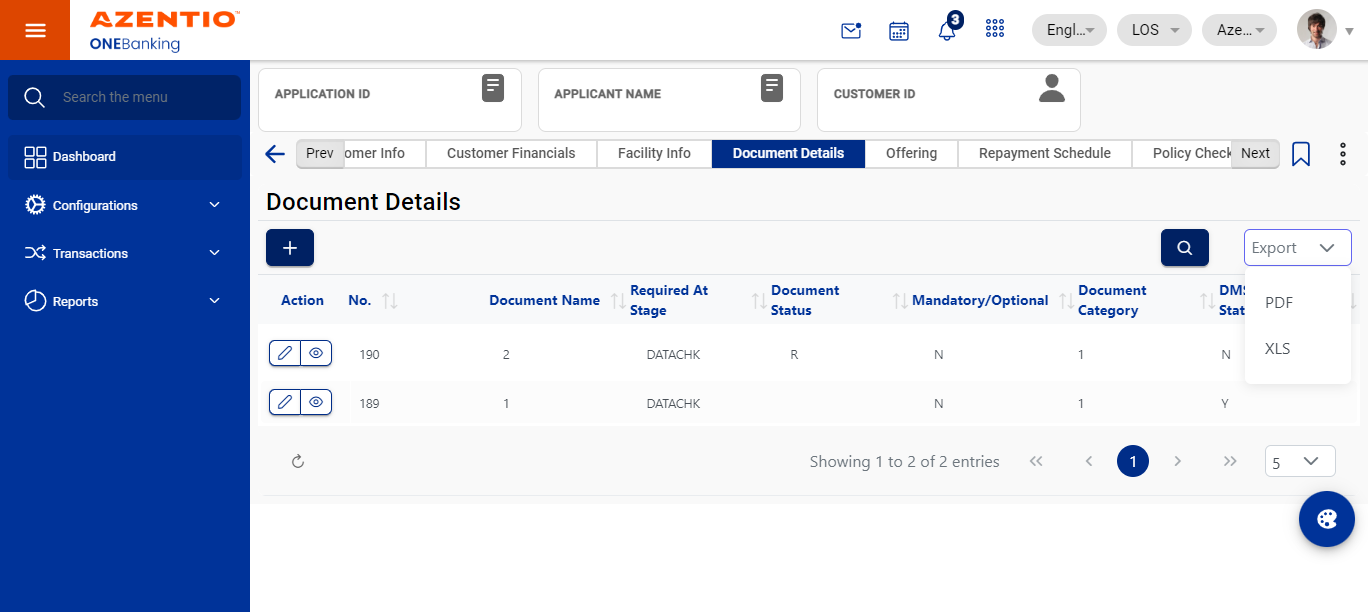 AZENTIO™
ONEBanking
3
Engl...
LOS
Aze...
Search the menu
Dashboard
Configurations
Transactions
Reports
APPLICATION ID
APPLICANT NAME
CUSTOMER ID
Prev
omer Info
Customer Financials
Facility Info
Document Details
Offering
Repayment Schedule
Policy Check
Next
Document Details
Export
PDF
XLS
Action
No.
Document Name
Required At
Stage
Document
Status
Mandatory/Optional
Document
Category
DMS
Stat
190 2 DATACHK R N 1 N
189 1 DATACHK N 1 Y
Showing 1 to 2 of 2 entries
1
5